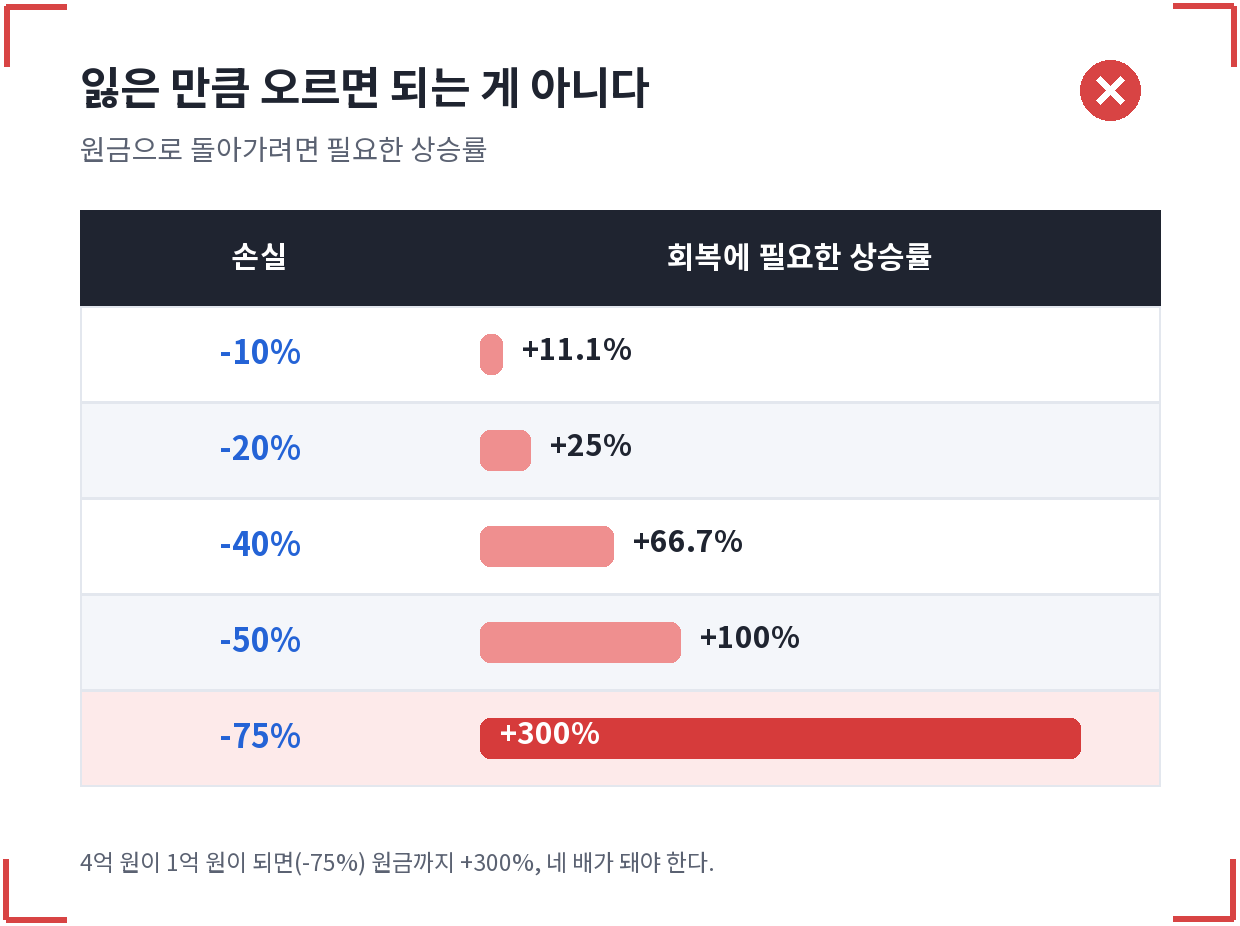 잃은 만큼 오르면 되는 게 아니다
원금으로 돌아가려면 필요한 상승률
손실 회복에 필요한 상승률
-10% +11.1%
-20% +25%
-40% +66.7%
-50% +100%
-75% +300%
4억 원이 1억 원이 되면(-75%) 원금까지 +300%, 네 배가 돼야 한다.